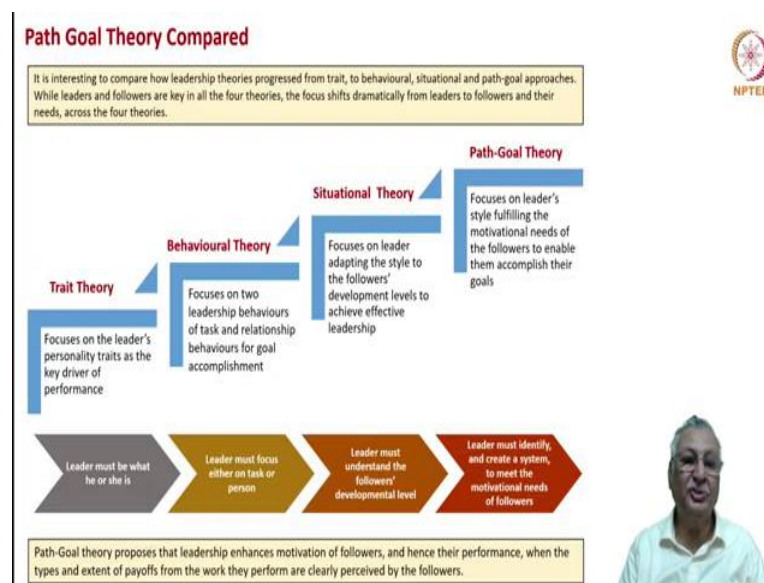 Path Goal Theory Compared
It is interesting to compare how leadership theories progressed from trait, to behavioural, situational and path-goal approaches.
While leaders and followers are key in all the four theories, the focus shifts dramatically from leaders to followers and their
needs, across the four theories.
NPTEL
Trait Theory
Focuses on the leader's
personality traits as the
key driver of
performance
Behavioural Theory
Focuses on two
leadership behaviours
of task and relationship
behaviours for goal
accomplishment
Situational Theory
Focuses on leader
adapting the style to
the followers'
development levels to
achieve effective
leadership
Path-Goal Theory
Focuses on leader's
style fulfilling the
motivational needs of
the followers to enable
them accomplish their
goals
Leader must be what
he or she is
Leader must focus
either on task or
person
Leader must
understand the
followers'
developmental level
Leader must identify,
and create a system,
to meet the
motivational needs
of followers
Path-Goal theory proposes that leadership enhances motivation of followers, and hence their performance, when the
types and extent of payoffs from the work they perform are clearly perceived by the followers.